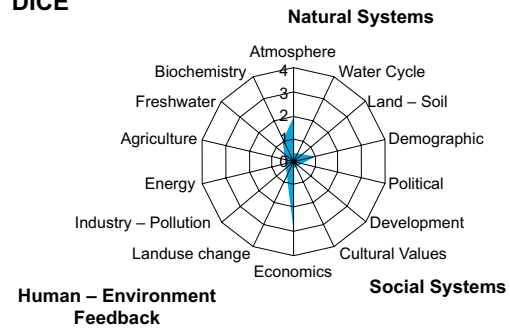 DICE
Natural Systems
Atmosphere
Biochemistry
Water Cycle
Freshwater
Land – Soil
Agriculture
Demographic
Energy
Political
Industry – Pollution
Development
Landuse change
Cultural Values
Economics
4
3
2
1
0
Human – Environment
Feedback
Social Systems